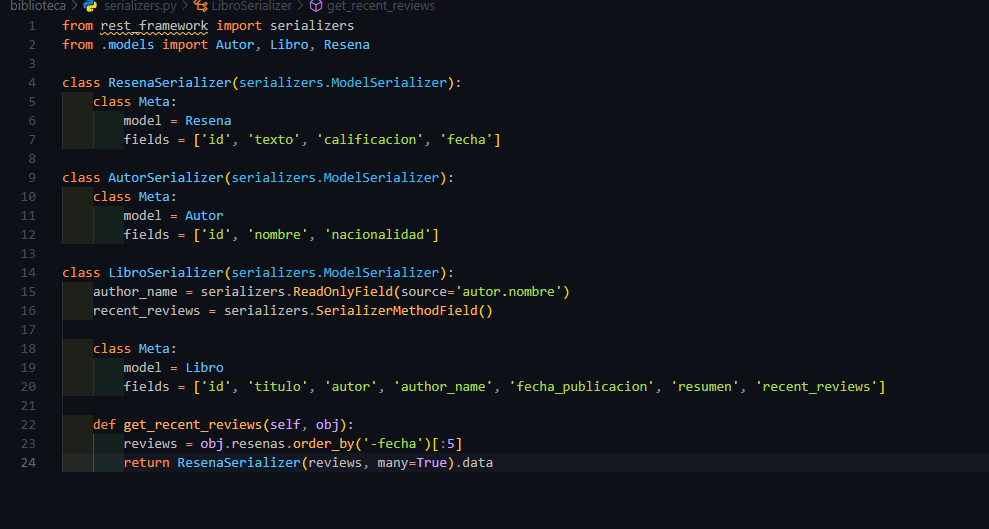 biblioteca > serializers.py > LibroSerializer > get_recent_reviews
1 from rest_framework import serializers
2 from .models import Autor, Libro, Resena
3
4 class ResenaSerializer(serializers.ModelSerializer):
5     class Meta:
6         model = Resena
7         fields = ['id', 'texto', 'calificacion', 'fecha']
8
9 class AutorSerializer(serializers.ModelSerializer):
10     class Meta:
11         model = Autor
12         fields = ['id', 'nombre', 'nacionalidad']
13
14 class LibroSerializer(serializers.ModelSerializer):
15     author_name = serializers.ReadOnlyField(source='autor.nombre')
16     recent_reviews = serializers.SerializerMethodField()
17
18     class Meta:
19         model = Libro
20         fields = ['id', 'titulo', 'autor', 'author_name', 'fecha_publicacion', 'resumen', 'recent_reviews']
21
22     def get_recent_reviews(self, obj):
23         reviews = obj.resenas.order_by('-fecha')[:5]
24         return ResenaSerializer(reviews, many=True).data